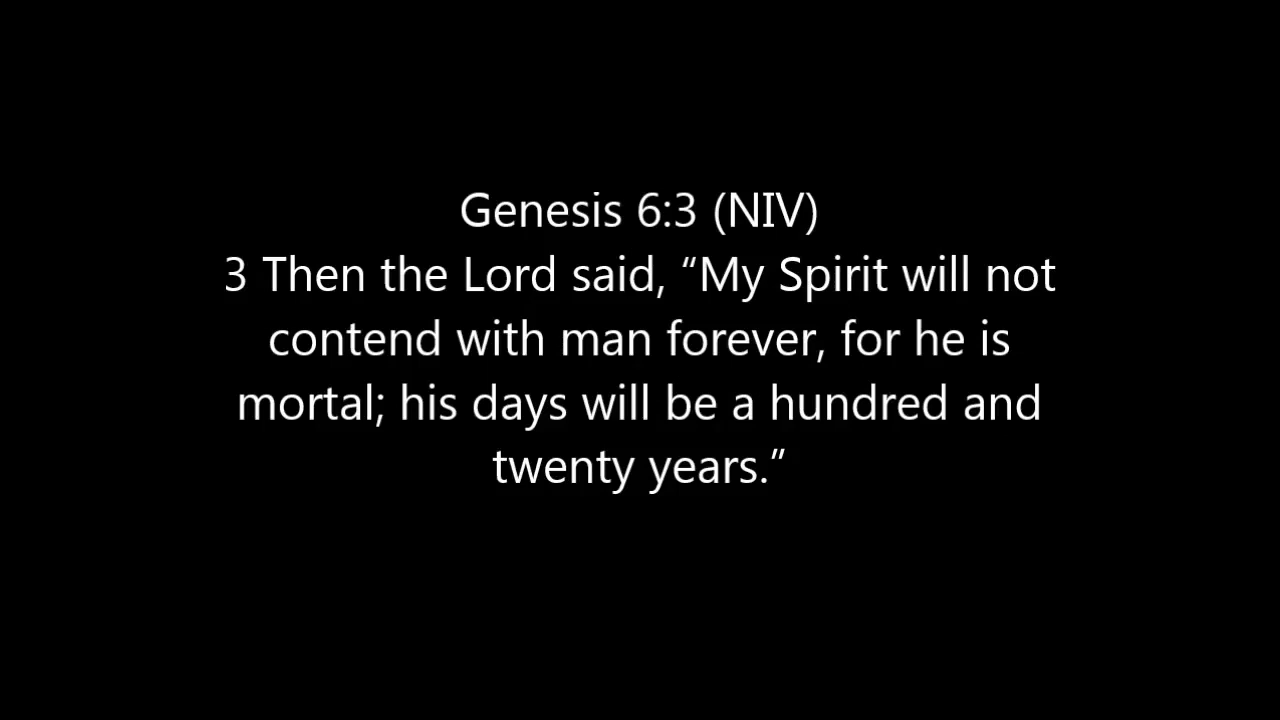 Genesis 6:3 (NIV)
3 Then the Lord said, “My Spirit will not
contend with man forever, for he is
mortal; his days will be a hundred and
twenty years.”